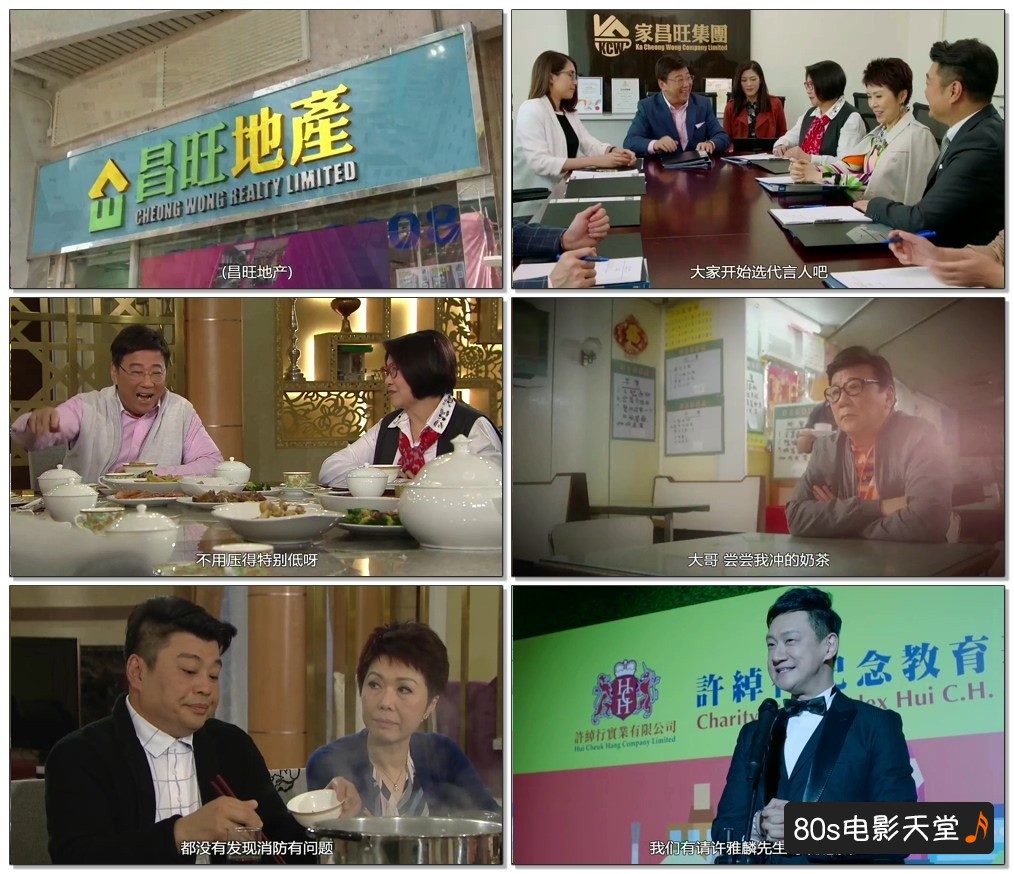 昌旺地產
CHEONG WONG REALTY LIMITED
(昌旺地产)
KCWC
家昌旺集團
Ka Cheong Wong Company Limited
大家开始选代言人吧
不用压得特别低呀
大哥 尝尝我冲的奶茶
都没有发现消防有问题
許綽
念教育
Charity
lex Hui C.H.
HCH
許綽行實業有限公司
Hui Cheuk Hang Company Limited
我们有请许雅麟先生
80s电影天堂